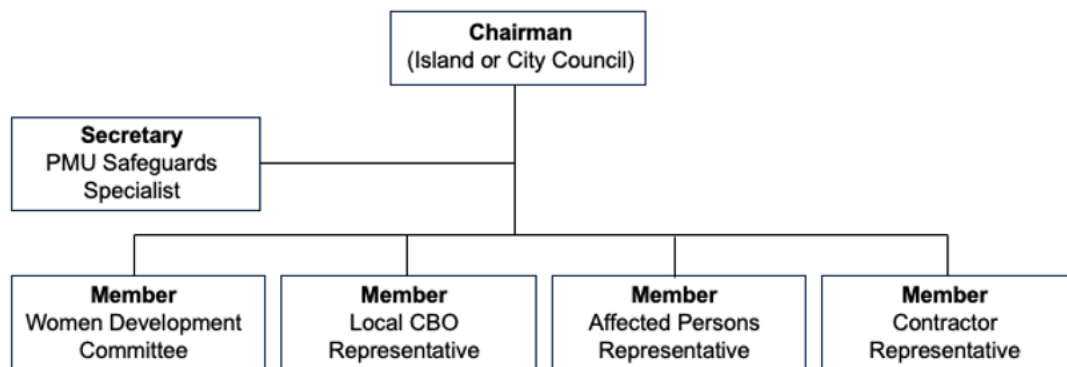 Chairman
(Island or City Council)
Secretary
PMU Safeguards
Specialist
Member
Women Development
Committee
Member
Local CBO
Representative
Member
Affected Persons
Representative
Member
Contractor
Representative